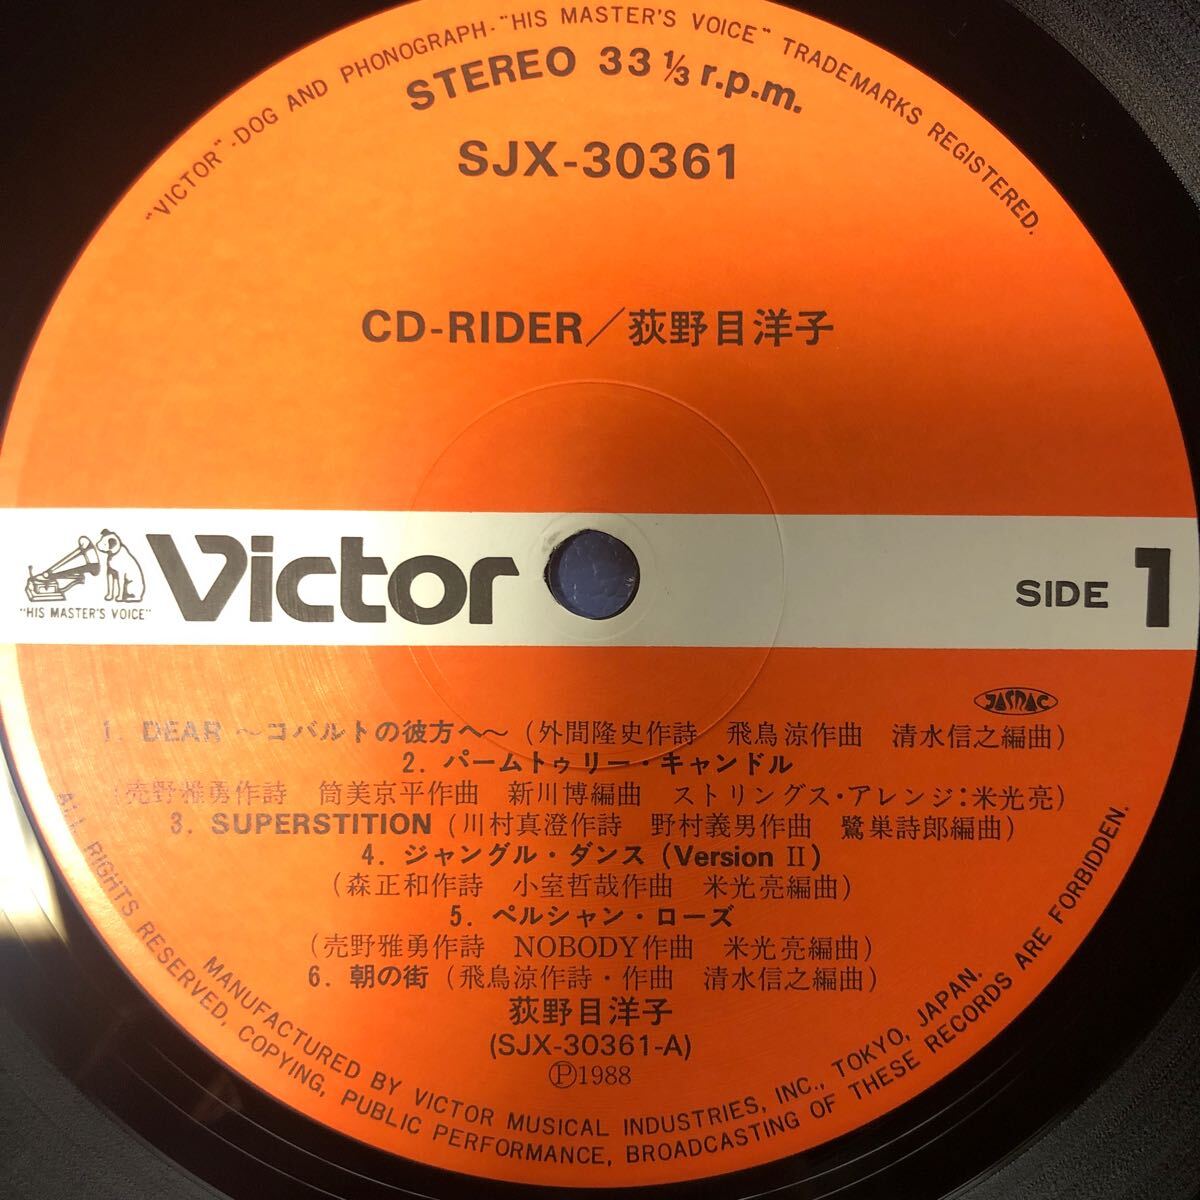 "VICTOR"-DOG AND PHONOGRAPH-"HIS MASTER'S VOICE" TRADEMARKS REGISTERED.
STEREO 33 1/3 r.p.m.
SJX-30361
CD-RIDER/荻野目洋子
"HIS MASTER'S VOICE"
Victor
SIDE 1
JASRAC
1. DEAR ～コバルトの彼方へ～(外間隆史作詩 飛鳥涼作曲 清水信之編曲)
2. パームトゥリー・キャンドル
(売野雅勇作詩 筒美京平作曲 新川博編曲 ストリングス・アレンジ:米光亮)
3. SUPERSTITION(川村真澄作詩 野村義男作曲 鷺巣詩郎編曲)
4. ジャングル・ダンス(Version II)
(森正和作詩 小室哲哉作曲 米光亮編曲)
5. ペルシャン・ローズ
(売野雅勇作詩 NOBODY作曲 米光亮編曲)
6. 朝の街(飛鳥涼作詩・作曲 清水信之編曲)
荻野目洋子
(SJX-30361-A)
Ⓟ1988
MANUFACTURED BY VICTOR MUSICAL INDUSTRIES, INC., TOKYO, JAPAN.
ALL RIGHTS RESERVED, COPYING, PUBLIC PERFORMANCE, BROADCASTING OF THESE RECORDS ARE FORBIDDEN.